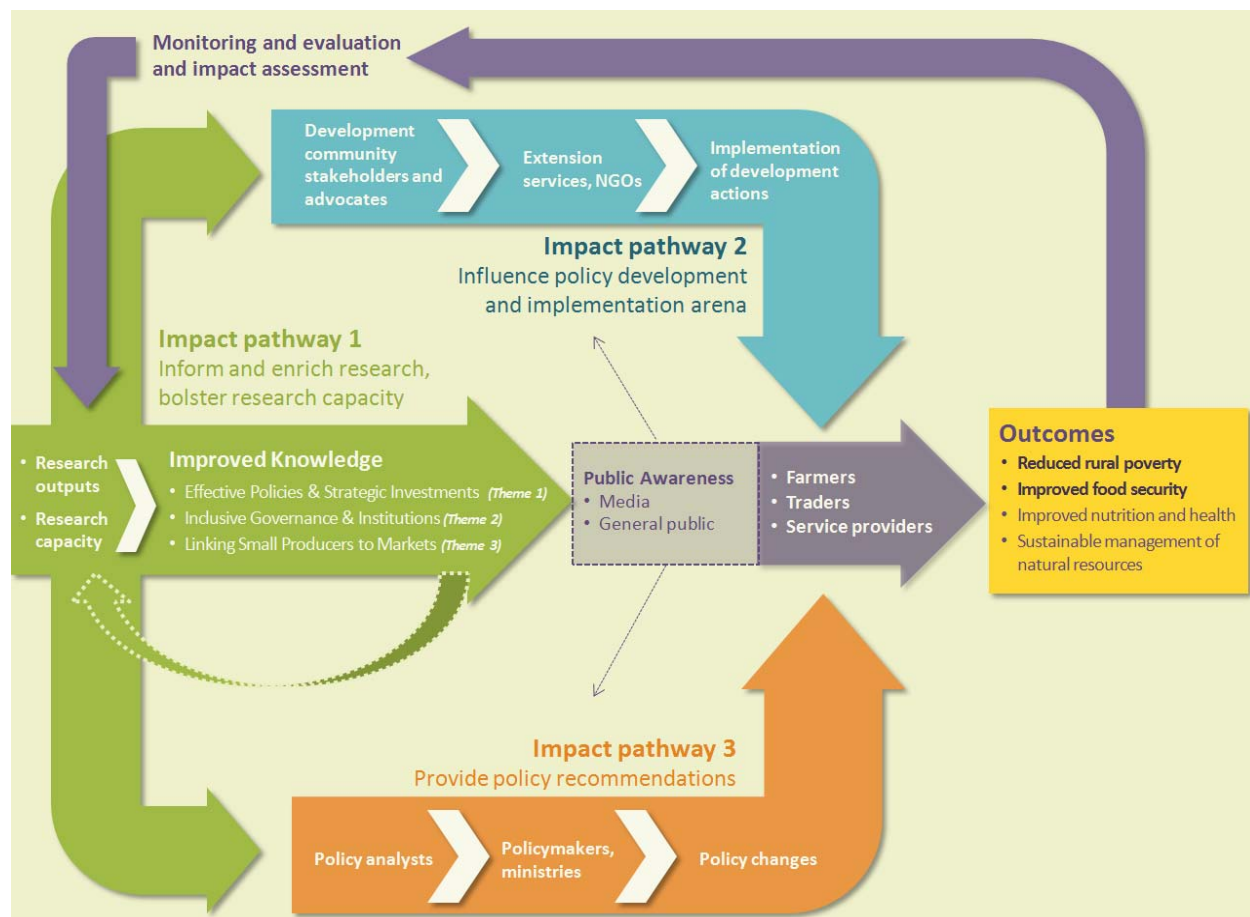 Monitoring and evaluation
and impact assessment
Development
community
stakeholders and
advocates
Extension
services, NGOs
Implementation
of development
actions
Impact pathway 2
Influence policy development
and implementation arena
Impact pathway 1
Inform and enrich research,
bolster research capacity
• Research
outputs
• Research
capacity
Improved Knowledge
• Effective Policies & Strategic Investments (Theme 1)
• Inclusive Governance & Institutions (Theme 2)
• Linking Small Producers to Markets (Theme 3)
Public Awareness
• Media
• General public
• Farmers
• Traders
• Service providers
Outcomes
• Reduced rural poverty
• Improved food security
• Improved nutrition and health
• Sustainable management of
natural resources
Impact pathway 3
Provide policy recommendations
Policy analysts
Policymakers,
ministries
Policy changes